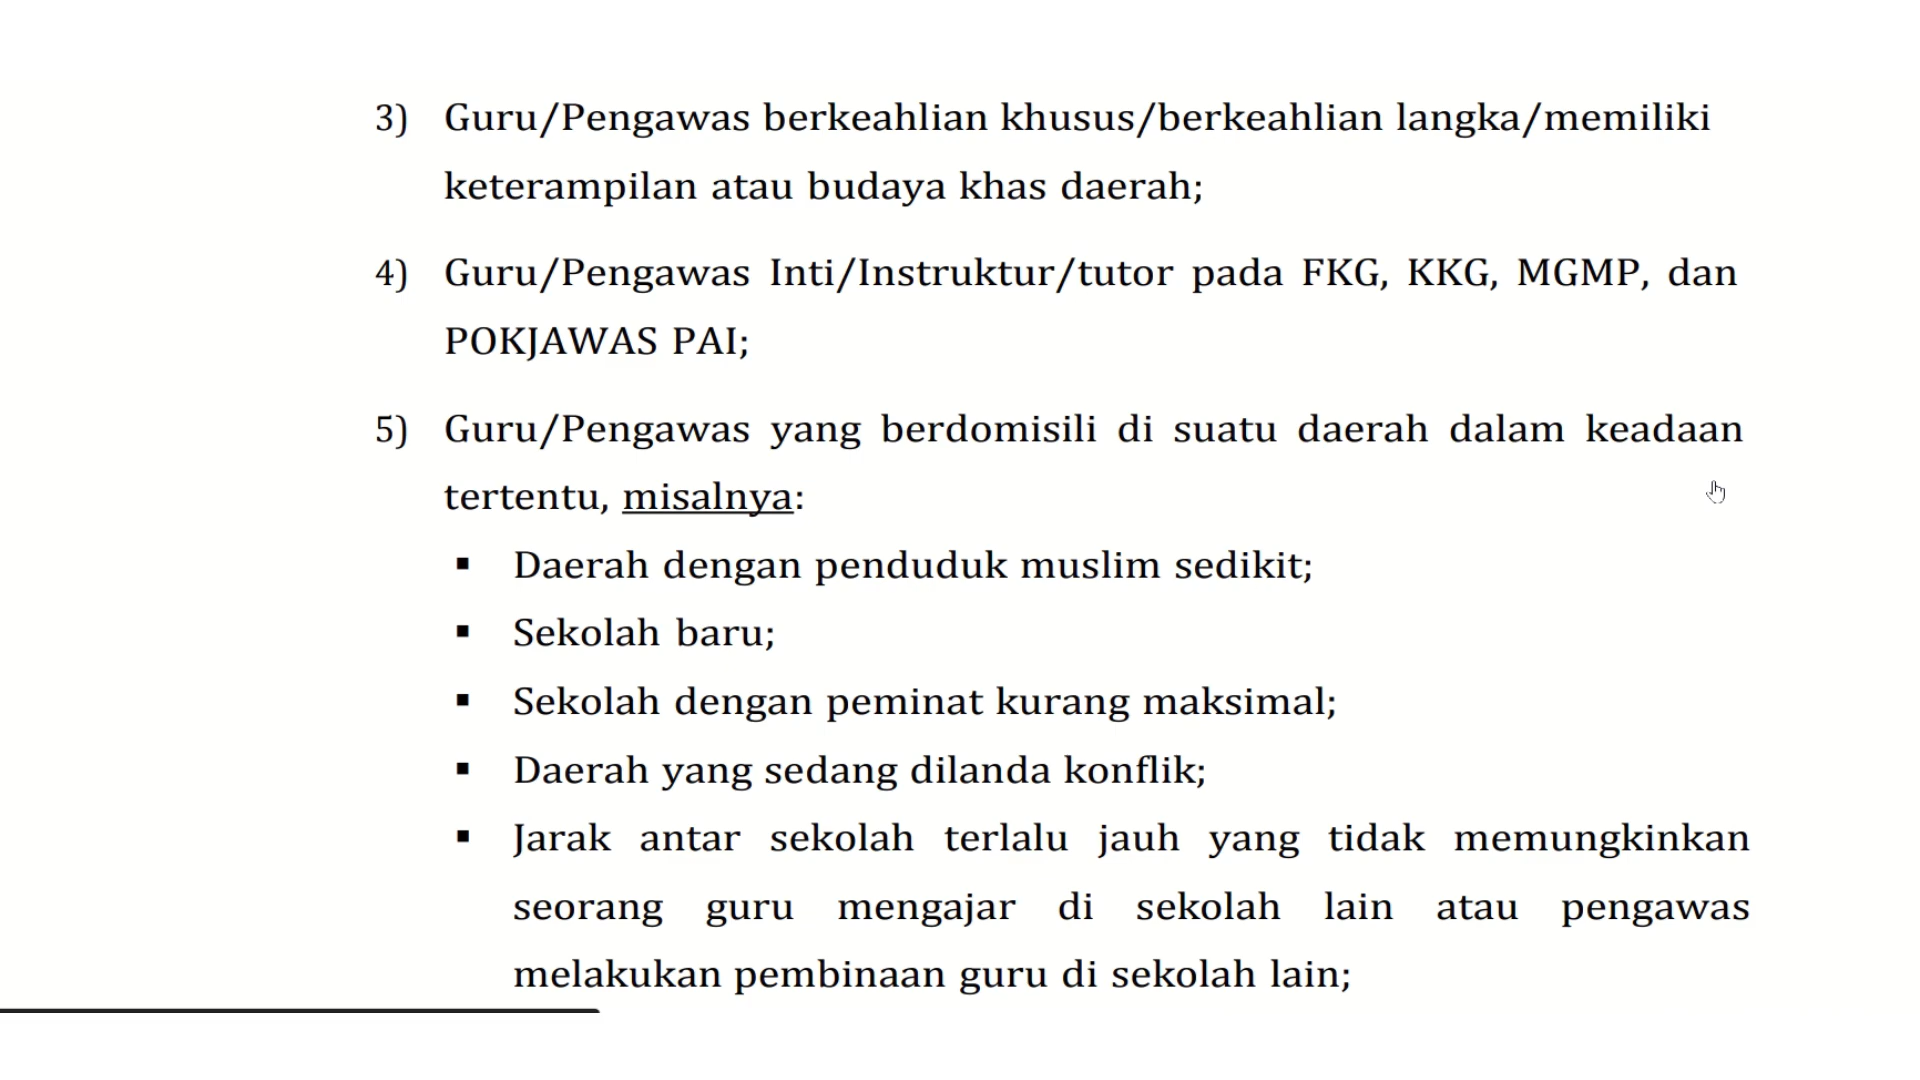 3) Guru/Pengawas berkeahlian khusus/berkeahlian langka/memiliki
keterampilan atau budaya khas daerah;
4) Guru/Pengawas Inti/Instruktur/tutor pada FKG, KKG, MGMP, dan
POKJAWAS PAI;
5) Guru/Pengawas yang berdomisili di suatu daerah dalam keadaan
tertentu, misalnya:
▪ Daerah dengan penduduk muslim sedikit;
▪ Sekolah baru;
▪ Sekolah dengan peminat kurang maksimal;
▪ Daerah yang sedang dilanda konflik;
▪ Jarak antar sekolah terlalu jauh yang tidak memungkinkan
seorang guru mengajar di sekolah lain atau pengawas
melakukan pembinaan guru di sekolah lain;